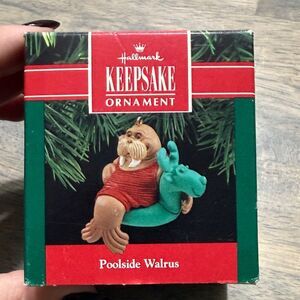 Hallmark
KEEPSAKE
ORNAMENT
Poolside Walrus